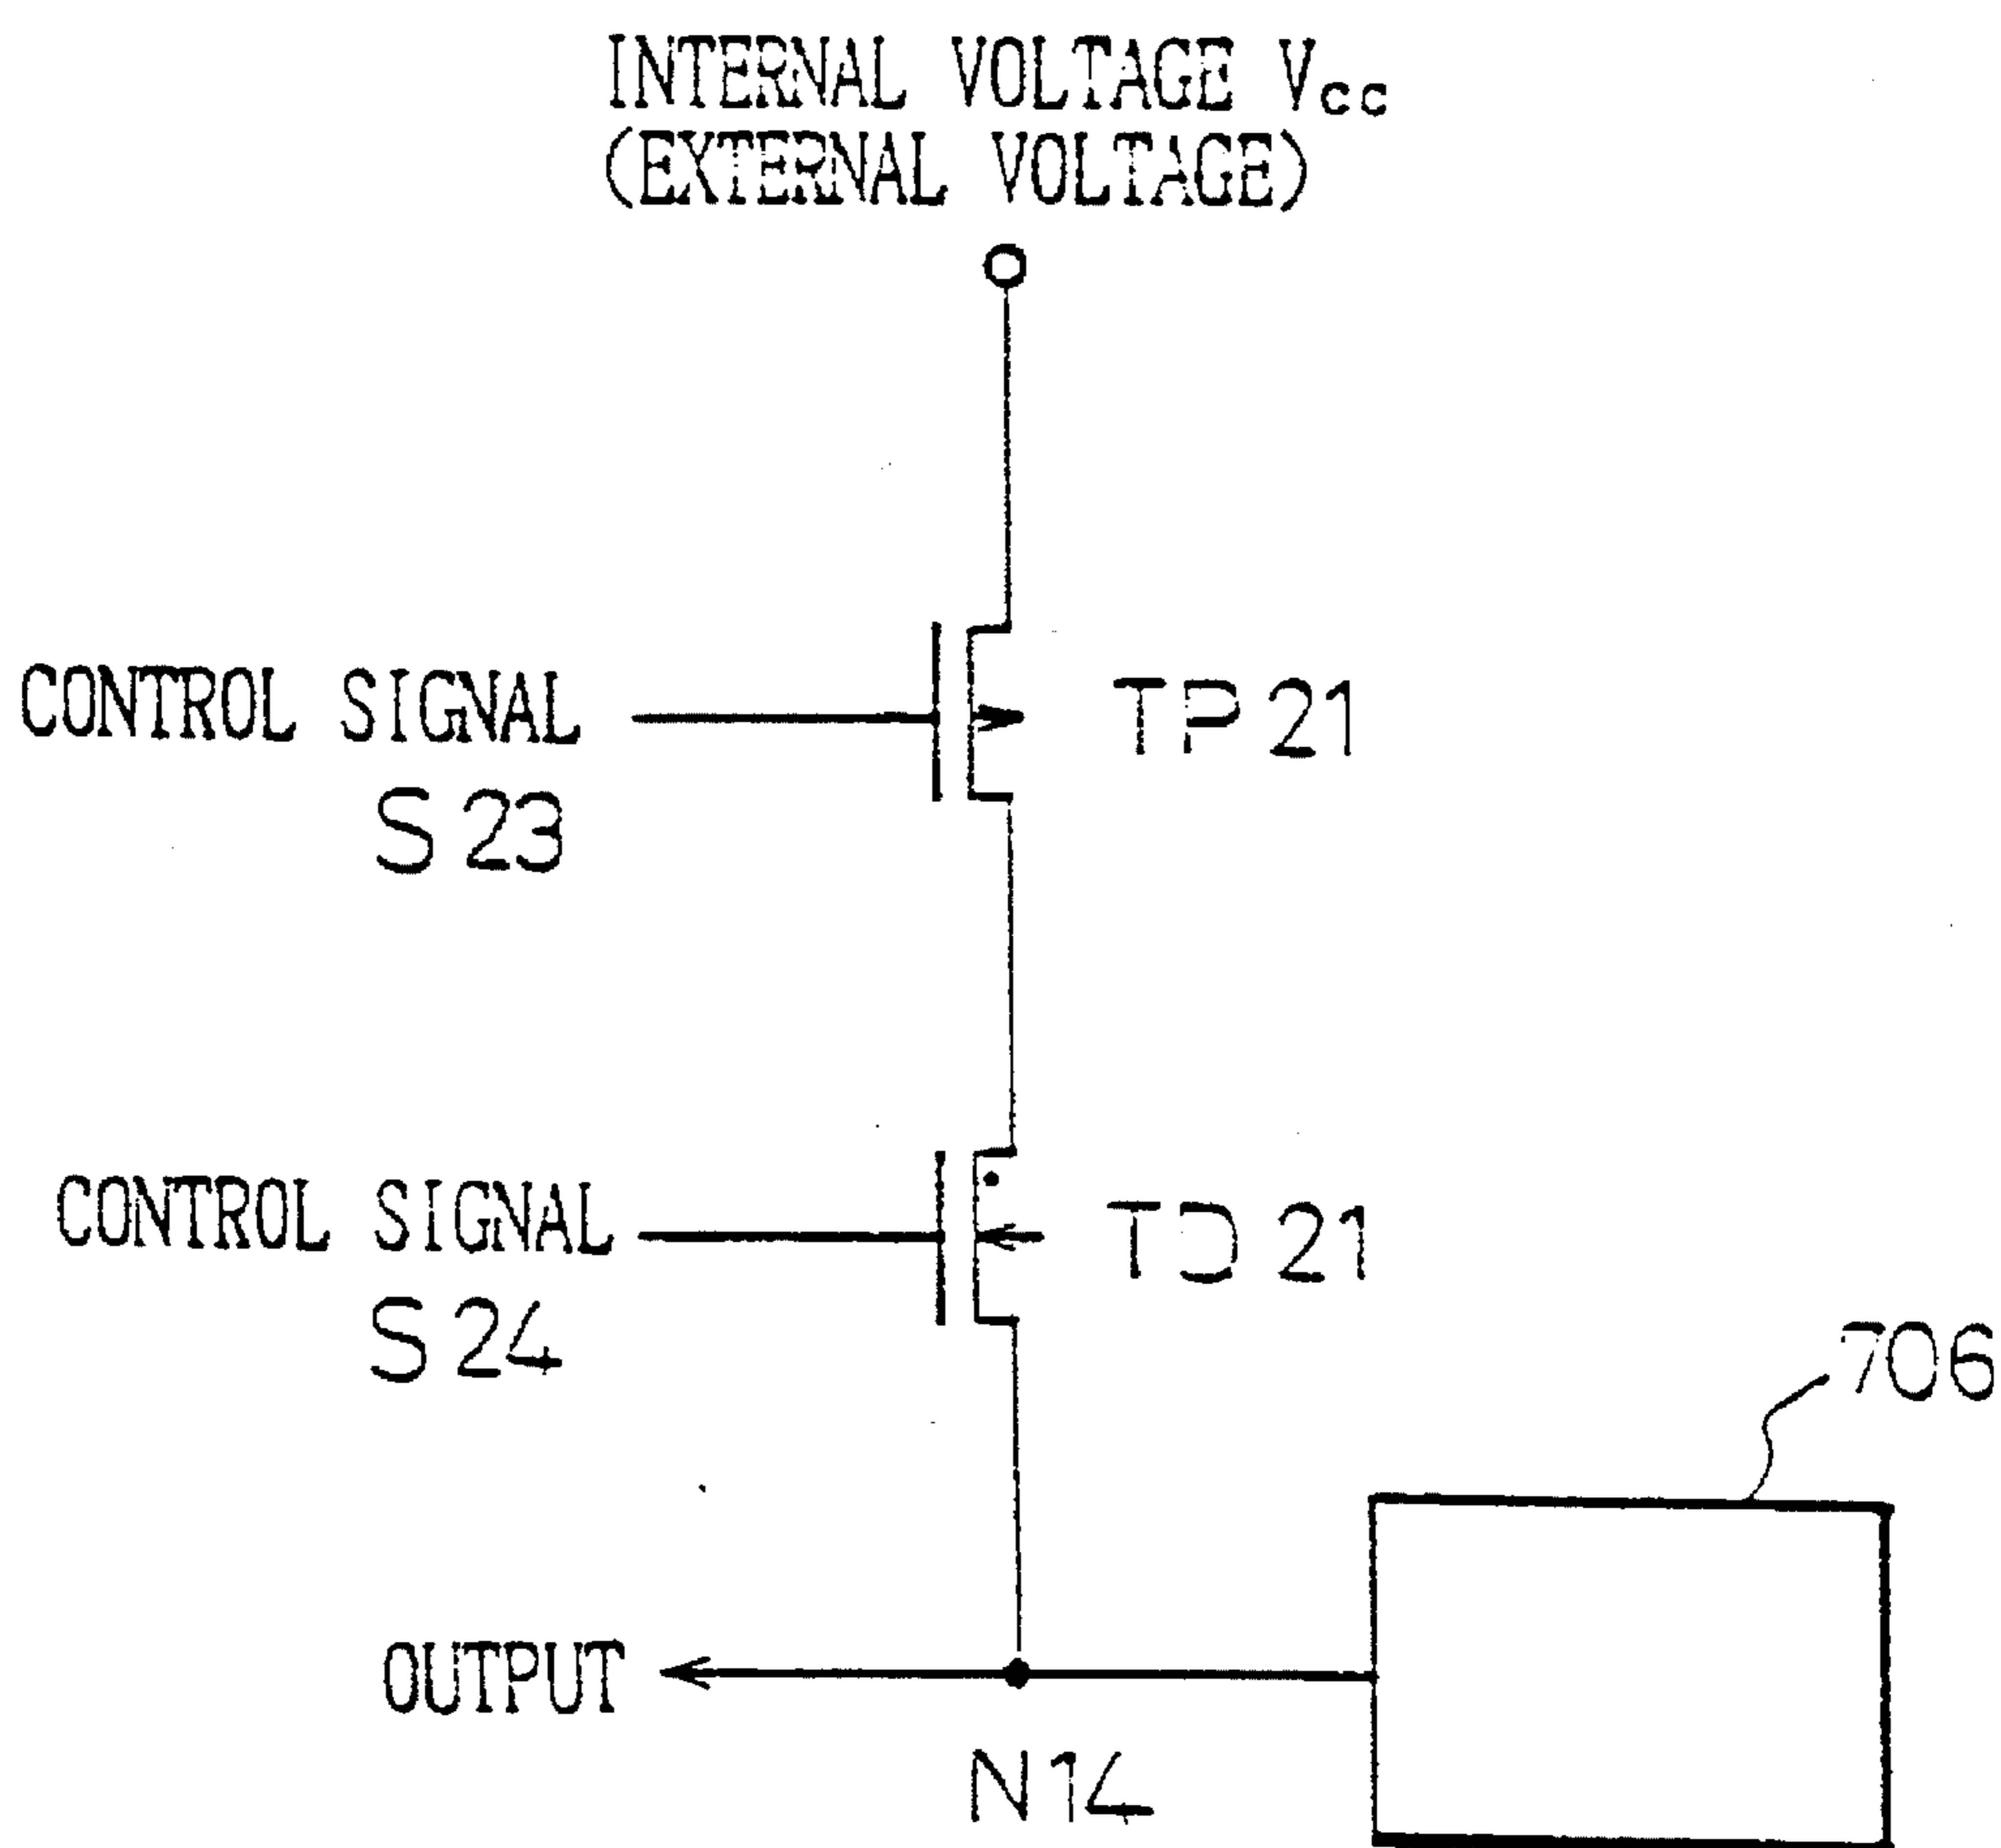 INTERNAL VOLTAGE Vcc
(EXTERNAL VOLTAGE)
CONTROL SIGNAL
S23
TP21
CONTROL SIGNAL
S24
TD21
706
OUTPUT
N14